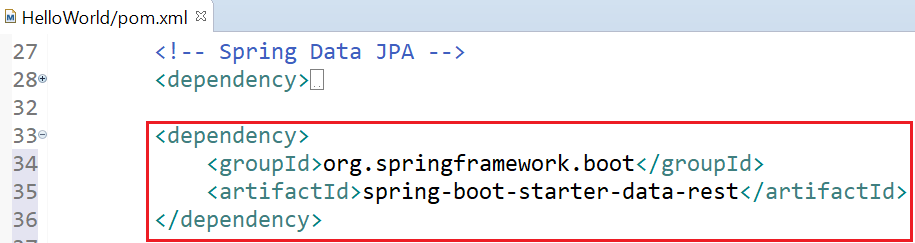 HelloWorld/pom.xml
27 <!-- Spring Data JPA -->
28 <dependency>
32
33 <dependency>
34 <groupId>org.springframework.boot</groupId>
35 <artifactId>spring-boot-starter-data-rest</artifactId>
36 </dependency>
37